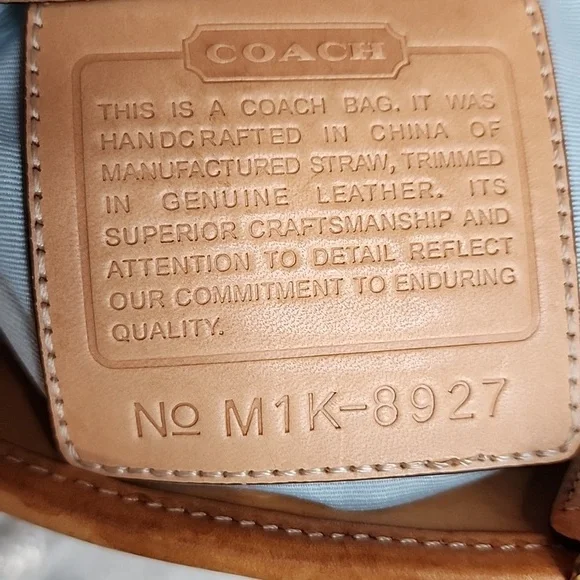 COACH
THIS IS A COACH BAG. IT WAS
HANDCRAFTED IN CHINA OF
MANUFACTURED STRAW, TRIMMED
IN GENUINE LEATHER. ITS
SUPERIOR CRAFTSMANSHIP AND
ATTENTION TO DETAIL REFLECT
OUR COMMITMENT TO ENDURING
QUALITY.
No M1K-8927